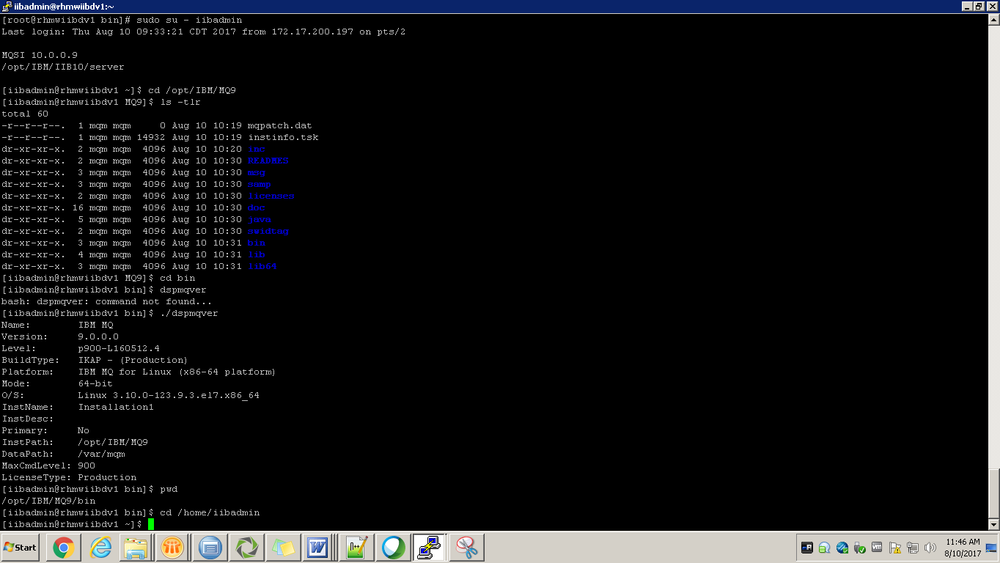 iibadmin@rhmwiibdv1:~
[root@rhmwiibdv1 bin]# sudo su - iibadmin
Last login: Thu Aug 10 09:33:21 CDT 2017 from 172.17.200.197 on pts/2
MQSI 10.0.0.9
/opt/IBM/IIB10/server
[iibadmin@rhmwiibdv1 ~]$ cd /opt/IBM/MQ9
[iibadmin@rhmwiibdv1 MQ9]$ ls -tlr
total 60
-r--r--r--. 1 mqm mqm 0 Aug 10 10:19 mqpatch.dat
-r--r--r--. 1 mqm mqm 14932 Aug 10 10:19 instinfo.tsk
dr-xr-xr-x. 2 mqm mqm 4096 Aug 10 10:20 inc
dr-xr-xr-x. 2 mqm mqm 4096 Aug 10 10:30 READMES
dr-xr-xr-x. 3 mqm mqm 4096 Aug 10 10:30 msg
dr-xr-xr-x. 3 mqm mqm 4096 Aug 10 10:30 samp
dr-xr-xr-x. 2 mqm mqm 4096 Aug 10 10:30 licenses
dr-xr-xr-x. 16 mqm mqm 4096 Aug 10 10:30 doc
dr-xr-xr-x. 5 mqm mqm 4096 Aug 10 10:30 java
dr-xr-xr-x. 2 mqm mqm 4096 Aug 10 10:30 swidtag
dr-xr-xr-x. 3 mqm mqm 4096 Aug 10 10:31 bin
dr-xr-xr-x. 4 mqm mqm 4096 Aug 10 10:31 lib
dr-xr-xr-x. 3 mqm mqm 4096 Aug 10 10:31 lib64
[iibadmin@rhmwiibdv1 MQ9]$ cd bin
[iibadmin@rhmwiibdv1 bin]$ dspmqver
bash: dspmqver: command not found...
[iibadmin@rhmwiibdv1 bin]$ ./dspmqver
Name: IBM MQ
Version: 9.0.0.0
Level: p900-L160512.4
BuildType: IKAP - (Production)
Platform: IBM MQ for Linux (x86-64 platform)
Mode: 64-bit
O/S: Linux 3.10.0-123.9.3.el7.x86_64
InstName: Installation1
InstDesc:
Primary: No
InstPath: /opt/IBM/MQ9
DataPath: /var/mqm
MaxCmdLevel: 900
LicenseType: Production
[iibadmin@rhmwiibdv1 bin]$ pwd
/opt/IBM/MQ9/bin
[iibadmin@rhmwiibdv1 bin]$ cd /home/iibadmin
[iibadmin@rhmwiibdv1 ~]$
Start
11:46 AM
8/10/2017